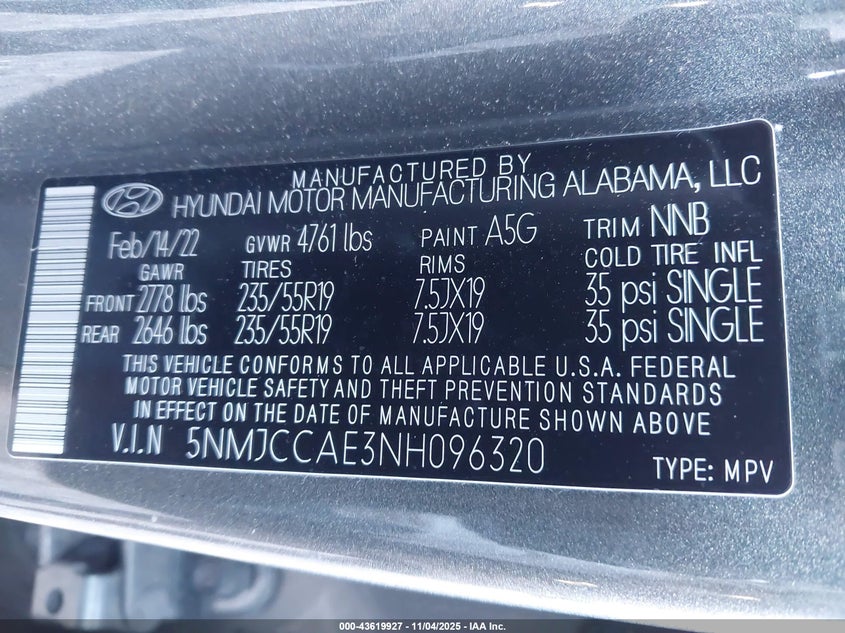 MANUFACTURED BY
HYUNDAI MOTOR MANUFACTURING ALABAMA, LLC
Feb/14/22 GVWR 4761 lbs PAINT A5G TRIM NNB
GAWR TIRES RIMS COLD TIRE INFL
FRONT 2778 lbs 235/55R19 7.5JX19 35 psi SINGLE
REAR 2646 lbs 235/55R19 7.5JX19 35 psi SINGLE
THIS VEHICLE CONFORMS TO ALL APPLICABLE U.S.A. FEDERAL
MOTOR VEHICLE SAFETY AND THEFT PREVENTION STANDARDS
IN EFFECT ON THE DATE OF MANUFACTURE SHOWN ABOVE
V.I.N 5NMJCCAE3NH096320
TYPE: MPV
000-43619927 - 11/04/2025 - IAA Inc.